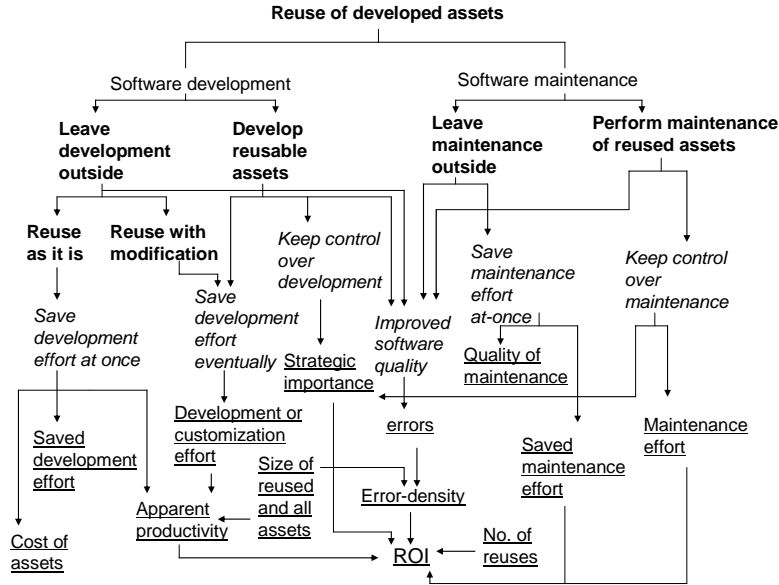 Reuse of developed assets
Software development
Software maintenance
Leave
development
outside
Develop
reusable
assets
Leave
maintenance
outside
Perform maintenance
of reused assets
Reuse
as it is
Reuse with
modification
Keep control
over
development
Save
maintenance
effort
at-once
Keep control
over
maintenance
Save
development
effort at once
Save
development
effort
eventually
Improved
software
quality
Strategic
importance
Quality of
maintenance
Saved
development
effort
Development or
customization
effort
errors
Saved
maintenance
effort
Maintenance
effort
Size of
reused
and all
assets
Error-density
Apparent
productivity
Cost of
assets
ROI
No. of
reuses